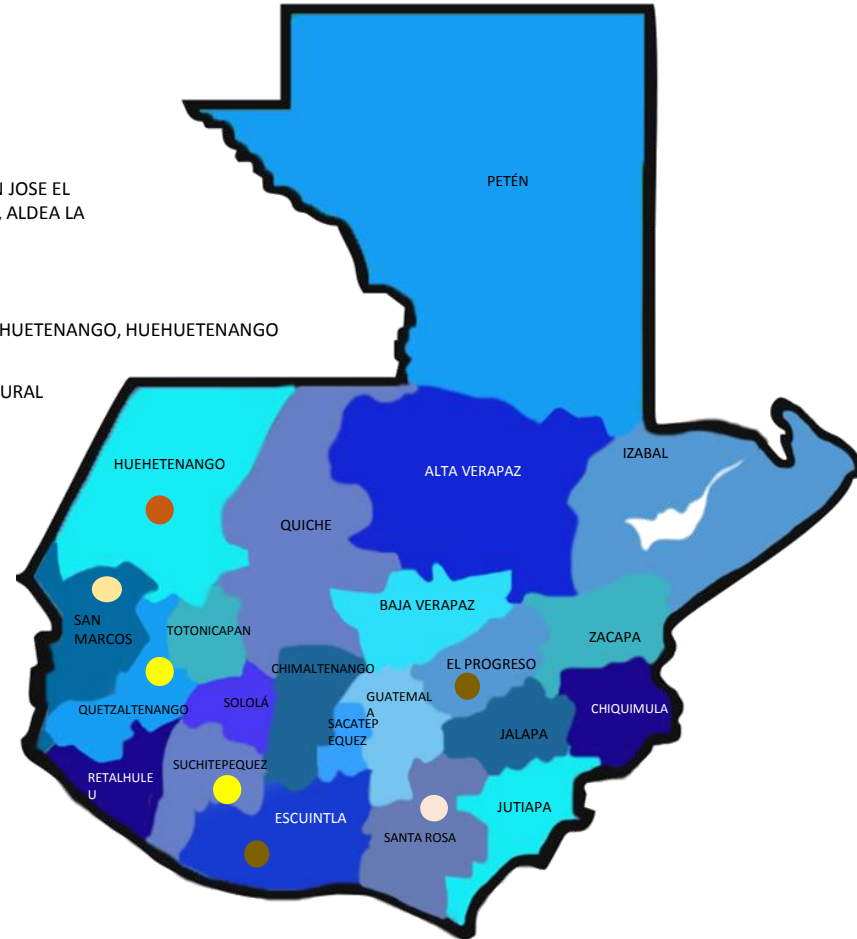 N JOSE EL
, ALDEA LA
HUETENANGO, HUEHUETENANGO
URAL
PETÉN
HUEHETENANGO
ALTA VERAPAZ
IZABAL
QUICHE
BAJA VERAPAZ
SAN
MARCOS
TOTONICAPAN
ZACAPA
CHIMALTENANGO
EL PROGRESO
QUETZALTENANGO
SOLOLÁ
GUATEMAL
A
CHIQUIMULA
SACATEP
EQUEZ
JALAPA
SUCHITEPEQUEZ
RETALHULE
U
ESCUINTLA
JUTIAPA
SANTA ROSA